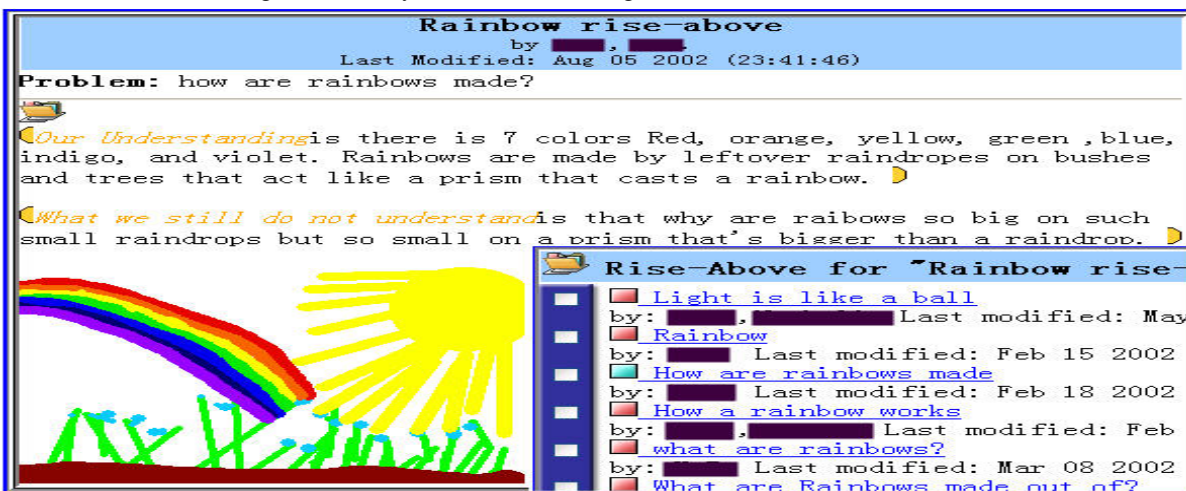 Rainbow rise-above
by , .
Last Modified: Aug 05 2002 (23:41:46)
Problem: how are rainbows made?
Our Understandingis there is 7 colors Red, orange, yellow, green ,blue,
indigo, and violet. Rainbows are made by leftover raindropes on bushes
and trees that act like a prism that casts a rainbow.
What we still do not understandis that why are raibows so big on such
small raindrops but so small on a prism that's bigger than a raindrop.
Rise-Above for "Rainbow rise-
Light is like a ball
by: , Last modified: May
Rainbow
by: Last modified: Feb 15 2002
How are rainbows made
by: Last modified: Feb 18 2002
How a rainbow works
by: , Last modified: Feb
what are rainbows?
by: Last modified: Mar 08 2002
What are Rainbows made out of?